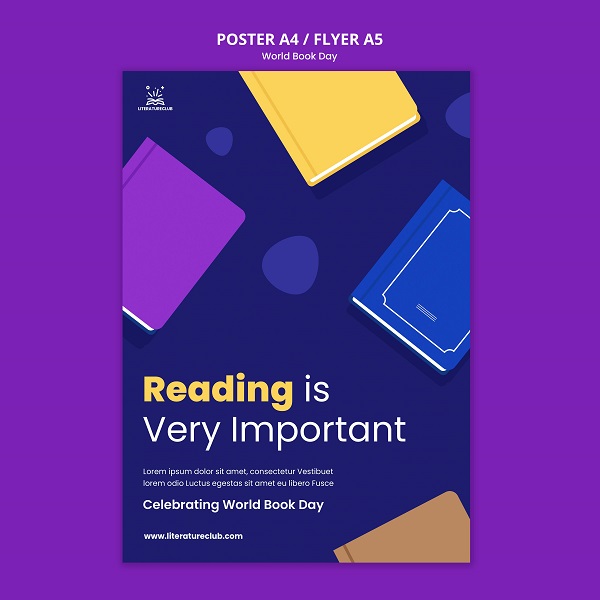 POSTER A4 / FLYER A5
World Book Day
LITERATURECLUB
Reading is
Very Important
Lorem ipsum dolor sit amet, consectetur Vestibuet
lorem odio Luctus egestas sit amet eu libero Fusce
Celebrating World Book Day
www.literatureclub.com